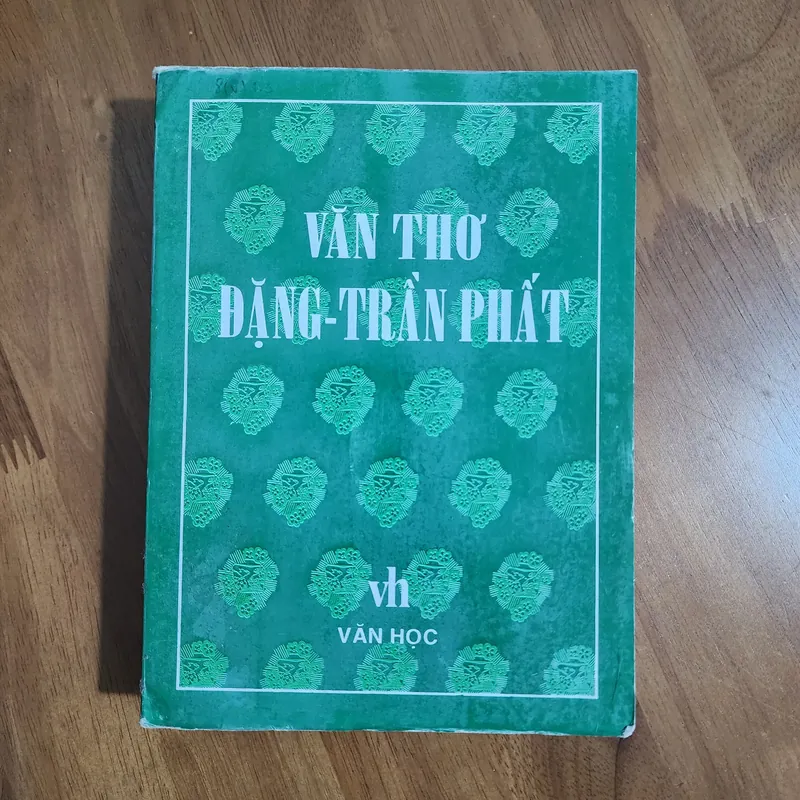 VĂN THƠ
ĐẶNG-TRẦN PHẤT
vh
VĂN HỌC